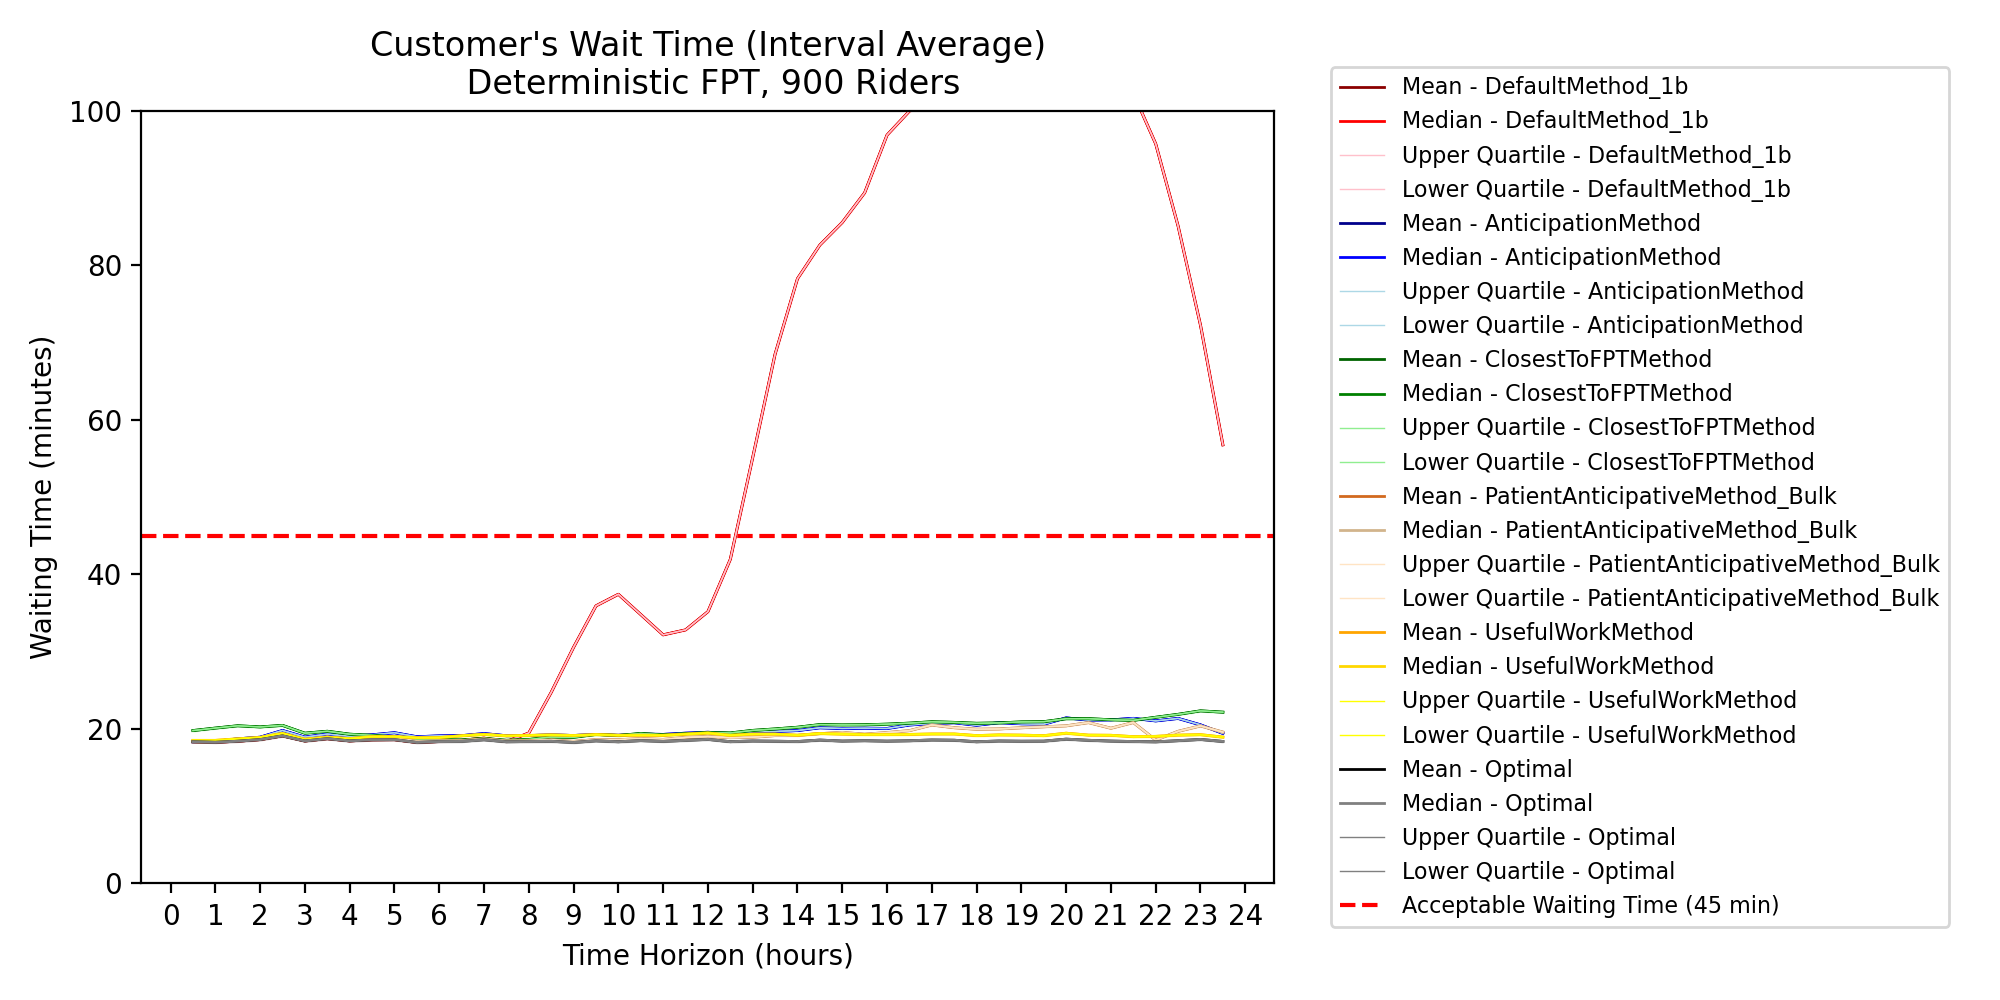 Customer's Wait Time (Interval Average)
Deterministic FPT, 900 Riders
100
80
60
40
20
0
Waiting Time (minutes)
0 1 2 3 4 5 6 7 8 9 10 11 12 13 14 15 16 17 18 19 20 21 22 23 24
Time Horizon (hours)
Mean - DefaultMethod_1b
Median - DefaultMethod_1b
Upper Quartile - DefaultMethod_1b
Lower Quartile - DefaultMethod_1b
Mean - AnticipationMethod
Median - AnticipationMethod
Upper Quartile - AnticipationMethod
Lower Quartile - AnticipationMethod
Mean - ClosestToFPTMethod
Median - ClosestToFPTMethod
Upper Quartile - ClosestToFPTMethod
Lower Quartile - ClosestToFPTMethod
Mean - PatientAnticipativeMethod_Bulk
Median - PatientAnticipativeMethod_Bulk
Upper Quartile - PatientAnticipativeMethod_Bulk
Lower Quartile - PatientAnticipativeMethod_Bulk
Mean - UsefulWorkMethod
Median - UsefulWorkMethod
Upper Quartile - UsefulWorkMethod
Lower Quartile - UsefulWorkMethod
Mean - Optimal
Median - Optimal
Upper Quartile - Optimal
Lower Quartile - Optimal
Acceptable Waiting Time (45 min)